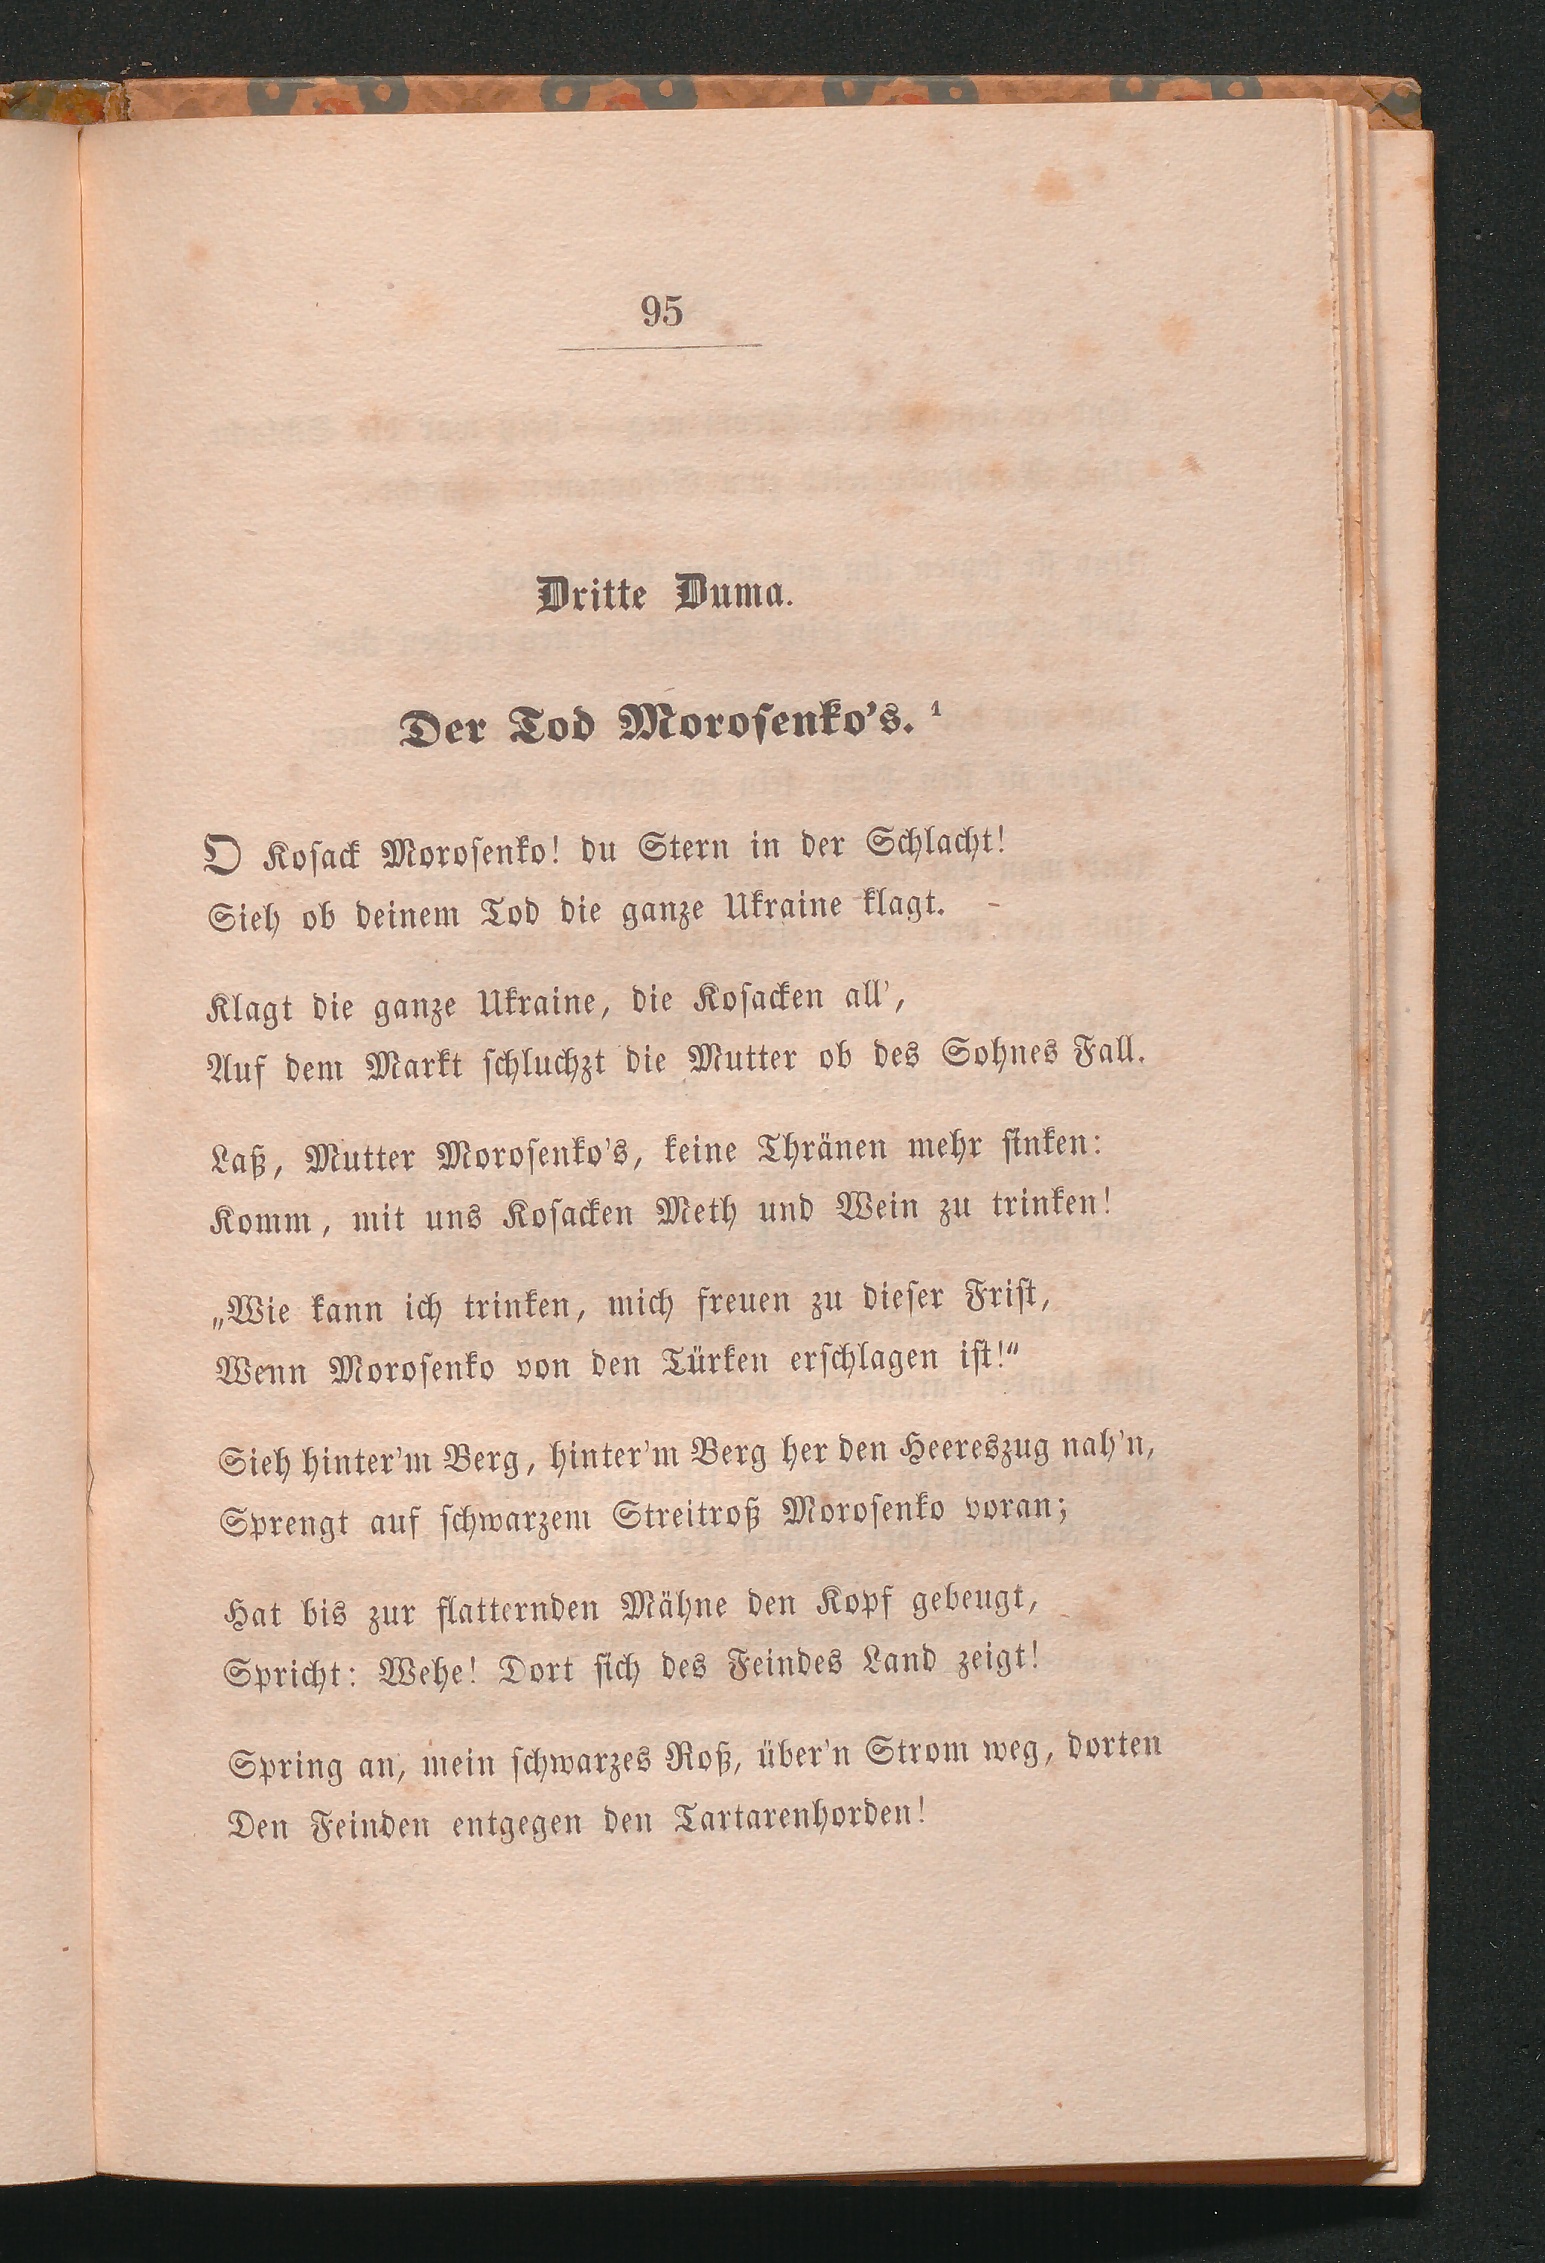 95
Dritte Duma.
Der Tod Morosenko's. ¹
O Kosack Morosenko! du Stern in der Schlacht!
Sieh ob deinem Tod die ganze Ukraine klagt.
Klagt die ganze Ukraine, die Kosacken all',
Auf dem Markt schluchzt die Mutter ob des Sohnes Fall.
Laß, Mutter Morosenko's, keine Thränen mehr sinken:
Komm, mit uns Kosacken Meth und Wein zu trinken!
„Wie kann ich trinken, mich freuen zu dieser Frist,
Wenn Morosenko von den Türken erschlagen ist!“
Sieh hinter'm Berg, hinter'm Berg her den Heereszug nah'n,
Sprengt auf schwarzem Streitroß Morosenko voran;
Hat bis zur flatternden Mähne den Kopf gebeugt,
Spricht: Wehe! Dort sich des Feindes Land zeigt!
Spring an, mein schwarzes Roß, über'n Strom weg, dorten
Den Feinden entgegen den Tartarenhorden!